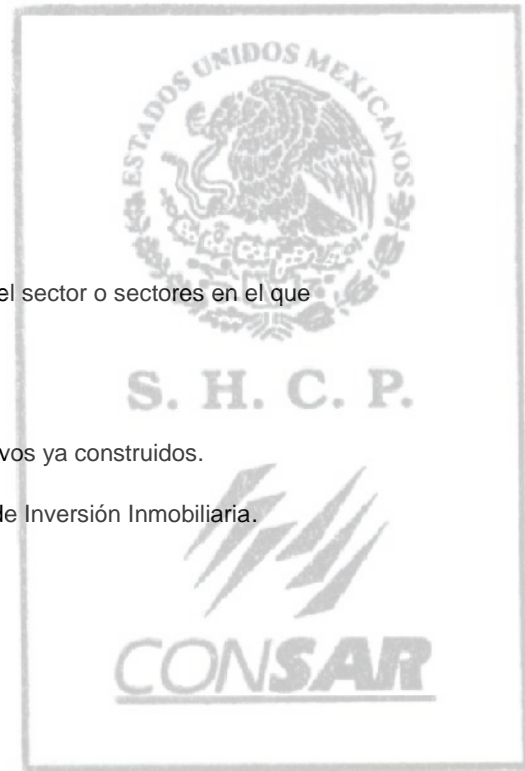 ESTADOS UNIDOS MEXICANOS
el sector o sectores en el que
S. H. C. P.
vos ya construidos.
de Inversión Inmobiliaria.
CONSAR